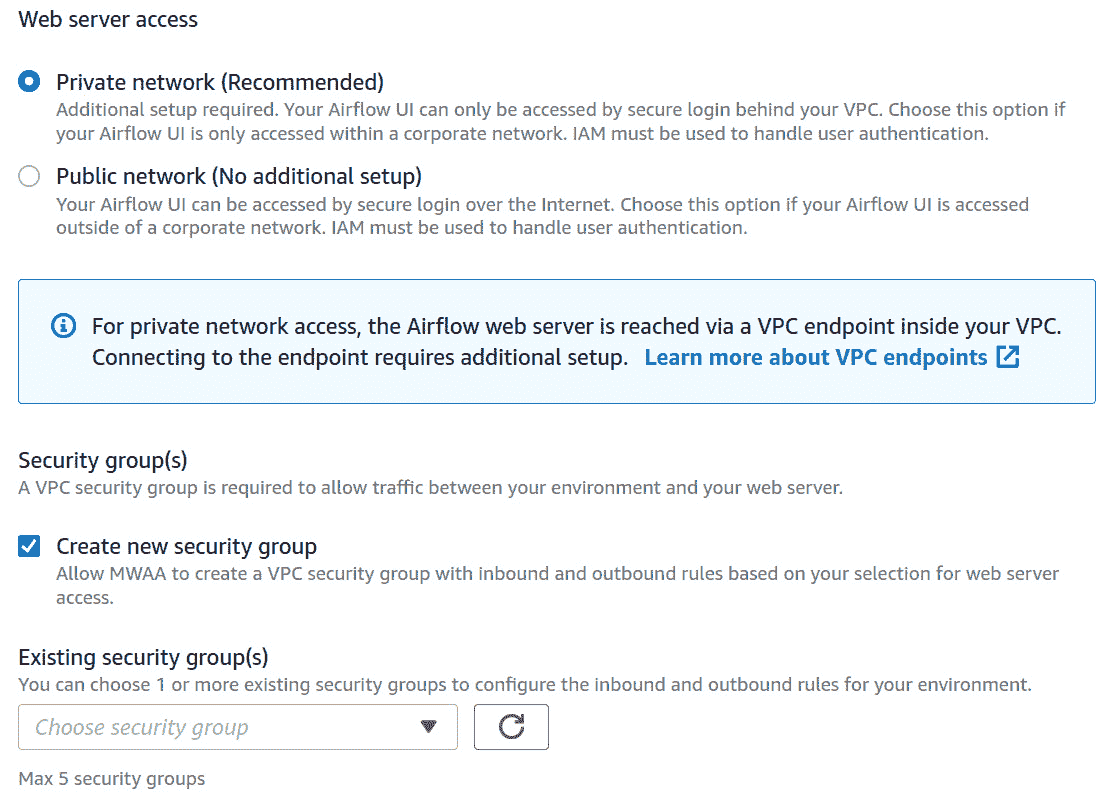 Web server access
Private network (Recommended)
Additional setup required. Your Airflow UI can only be accessed by secure login behind your VPC. Choose this option if
your Airflow UI is only accessed within a corporate network. IAM must be used to handle user authentication.
Public network (No additional setup)
Your Airflow UI can be accessed by secure login over the Internet. Choose this option if your Airflow UI is accessed
outside of a corporate network. IAM must be used to handle user authentication.
For private network access, the Airflow web server is reached via a VPC endpoint inside your VPC.
Connecting to the endpoint requires additional setup. Learn more about VPC endpoints
Security group(s)
A VPC security group is required to allow traffic between your environment and your web server.
Create new security group
Allow MWAA to create a VPC security group with inbound and outbound rules based on your selection for web server
access.
Existing security group(s)
You can choose 1 or more existing security groups to configure the inbound and outbound rules for your environment.
Choose security group
Max 5 security groups